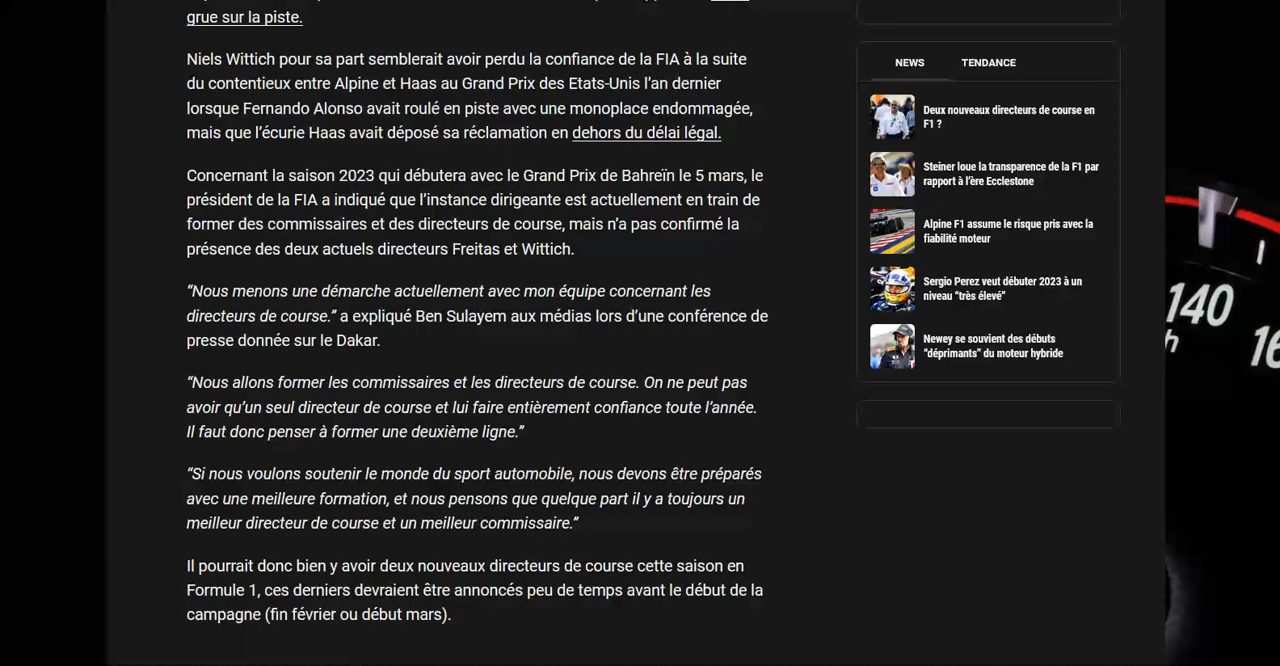 grue sur la piste.
Niels Wittich pour sa part semblerait avoir perdu la confiance de la FIA à la suite
du contentieux entre Alpine et Haas au Grand Prix des Etats-Unis l'an dernier
lorsque Fernando Alonso avait roulé en piste avec une monoplace endommagée,
mais que l’écurie Haas avait déposé sa réclamation en dehors du délai légal.
Concernant la saison 2023 qui débutera avec le Grand Prix de Bahreïn le 5 mars, le
président de la FIA a indiqué que l’instance dirigeante est actuellement en train de
former des commissaires et des directeurs de course, mais n’a pas confirmé la
présence des deux actuels directeurs Freitas et Wittich.
“Nous menons une démarche actuellement avec mon équipe concernant les
directeurs de course.” a expliqué Ben Sulayem aux médias lors d’une conférence de
presse donnée sur le Dakar.
“Nous allons former les commissaires et les directeurs de course. On ne peut pas
avoir qu’un seul directeur de course et lui faire entièrement confiance toute l’année.
Il faut donc penser à former une deuxième ligne.”
“Si nous voulons soutenir le monde du sport automobile, nous devons être préparés
avec une meilleure formation, et nous pensons que quelque part il y a toujours un
meilleur directeur de course et un meilleur commissaire.”
Il pourrait donc bien y avoir deux nouveaux directeurs de course cette saison en
Formule 1, ces derniers devraient être annoncés peu de temps avant le début de la
campagne (fin février ou début mars).
NEWS TENDANCE
Deux nouveaux directeurs de course en
F1 ?
Steiner loue la transparence de la F1 par
rapport à l’ère Ecclestone
Alpine F1 assume le risque pris avec la
fiabilité moteur
Sergio Perez veut débuter 2023 à un
niveau “très élevé”
Newey se souvient des débuts
“déprimants” du moteur hybride
140